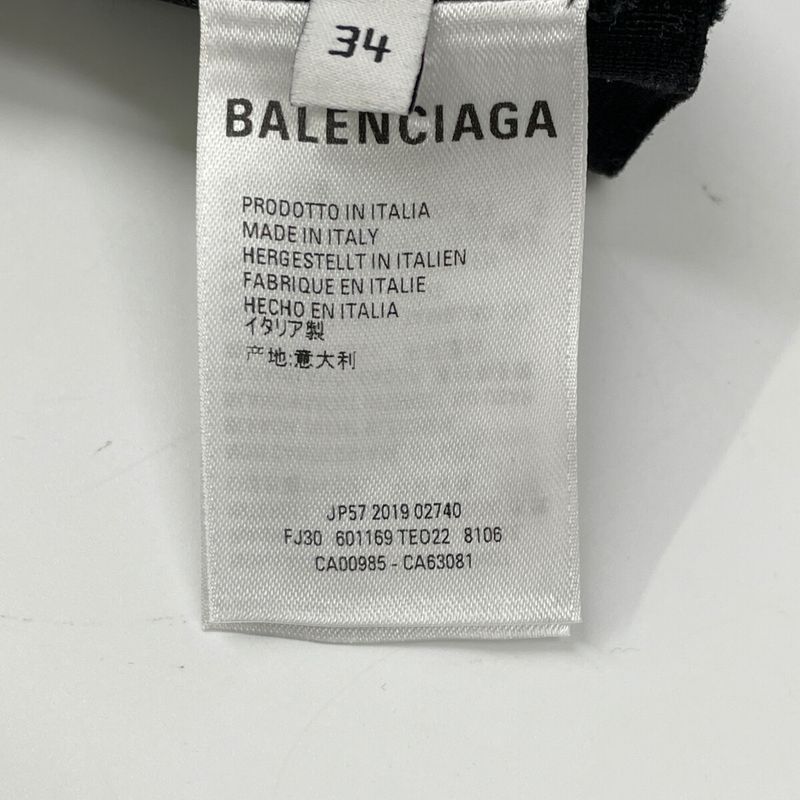 34
BALENCIAGA
PRODOTTO IN ITALIA
MADE IN ITALY
HERGESTELLT IN ITALIEN
FABRIQUE EN ITALIE
HECHO EN ITALIA
イタリア製
产地:意大利
JP57 2019 02740
FJ30 601169 TEO22 8106
CA00985 - CA63081